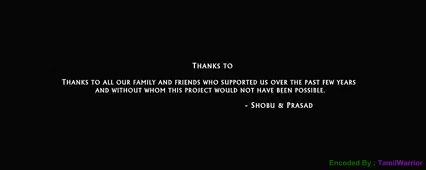 Thanks to
Thanks to all our family and friends who supported us over the past few years
and without whom this project would not have been possible.
- Shobu & Prasad
Encoded By : TamilWarrior